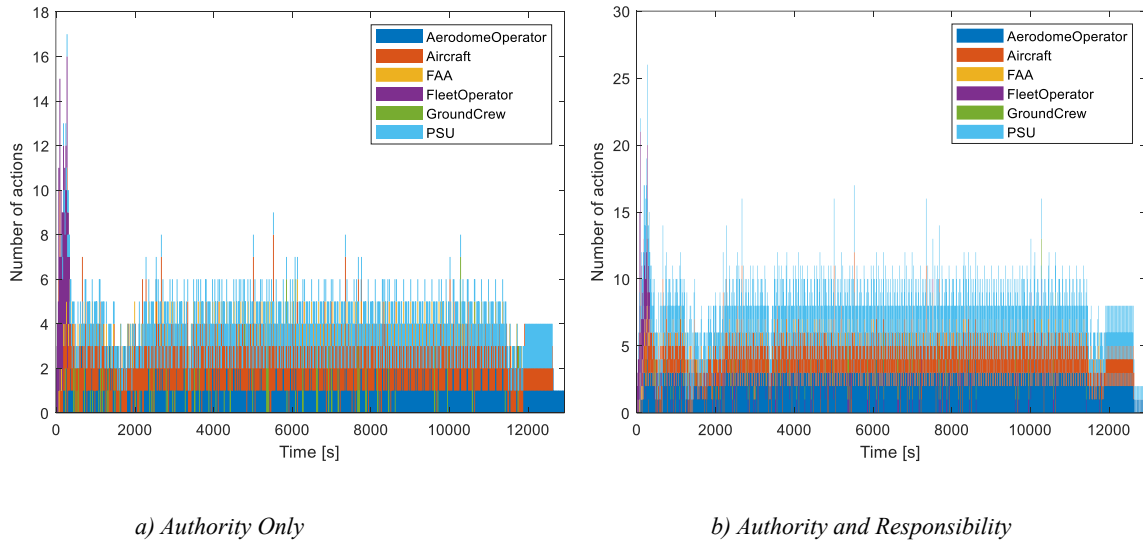 18
16
14
12
10
8
6
4
2
0
Number of actions
0 2000 4000 6000 8000 10000 12000
Time [s]
AerodomeOperator
Aircraft
FAA
FleetOperator
GroundCrew
PSU
a) Authority Only
30
25
20
15
10
5
0
Number of actions
0 2000 4000 6000 8000 10000 12000
Time [s]
AerodomeOperator
Aircraft
FAA
FleetOperator
GroundCrew
PSU
b) Authority and Responsibility